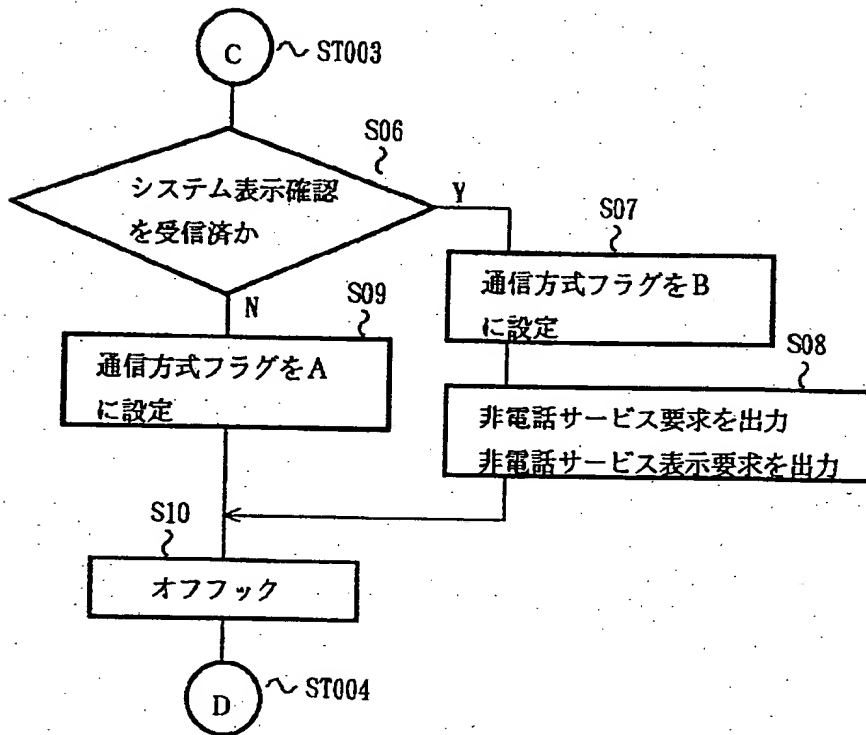 C
ST003
S06
システム表示確認
を受信済か
Y
N
S07
通信方式フラグをB
に設定
S09
通信方式フラグをA
に設定
S08
非電話サービス要求を出力
非電話サービス表示要求を出力
S10
オフフック
D
ST004